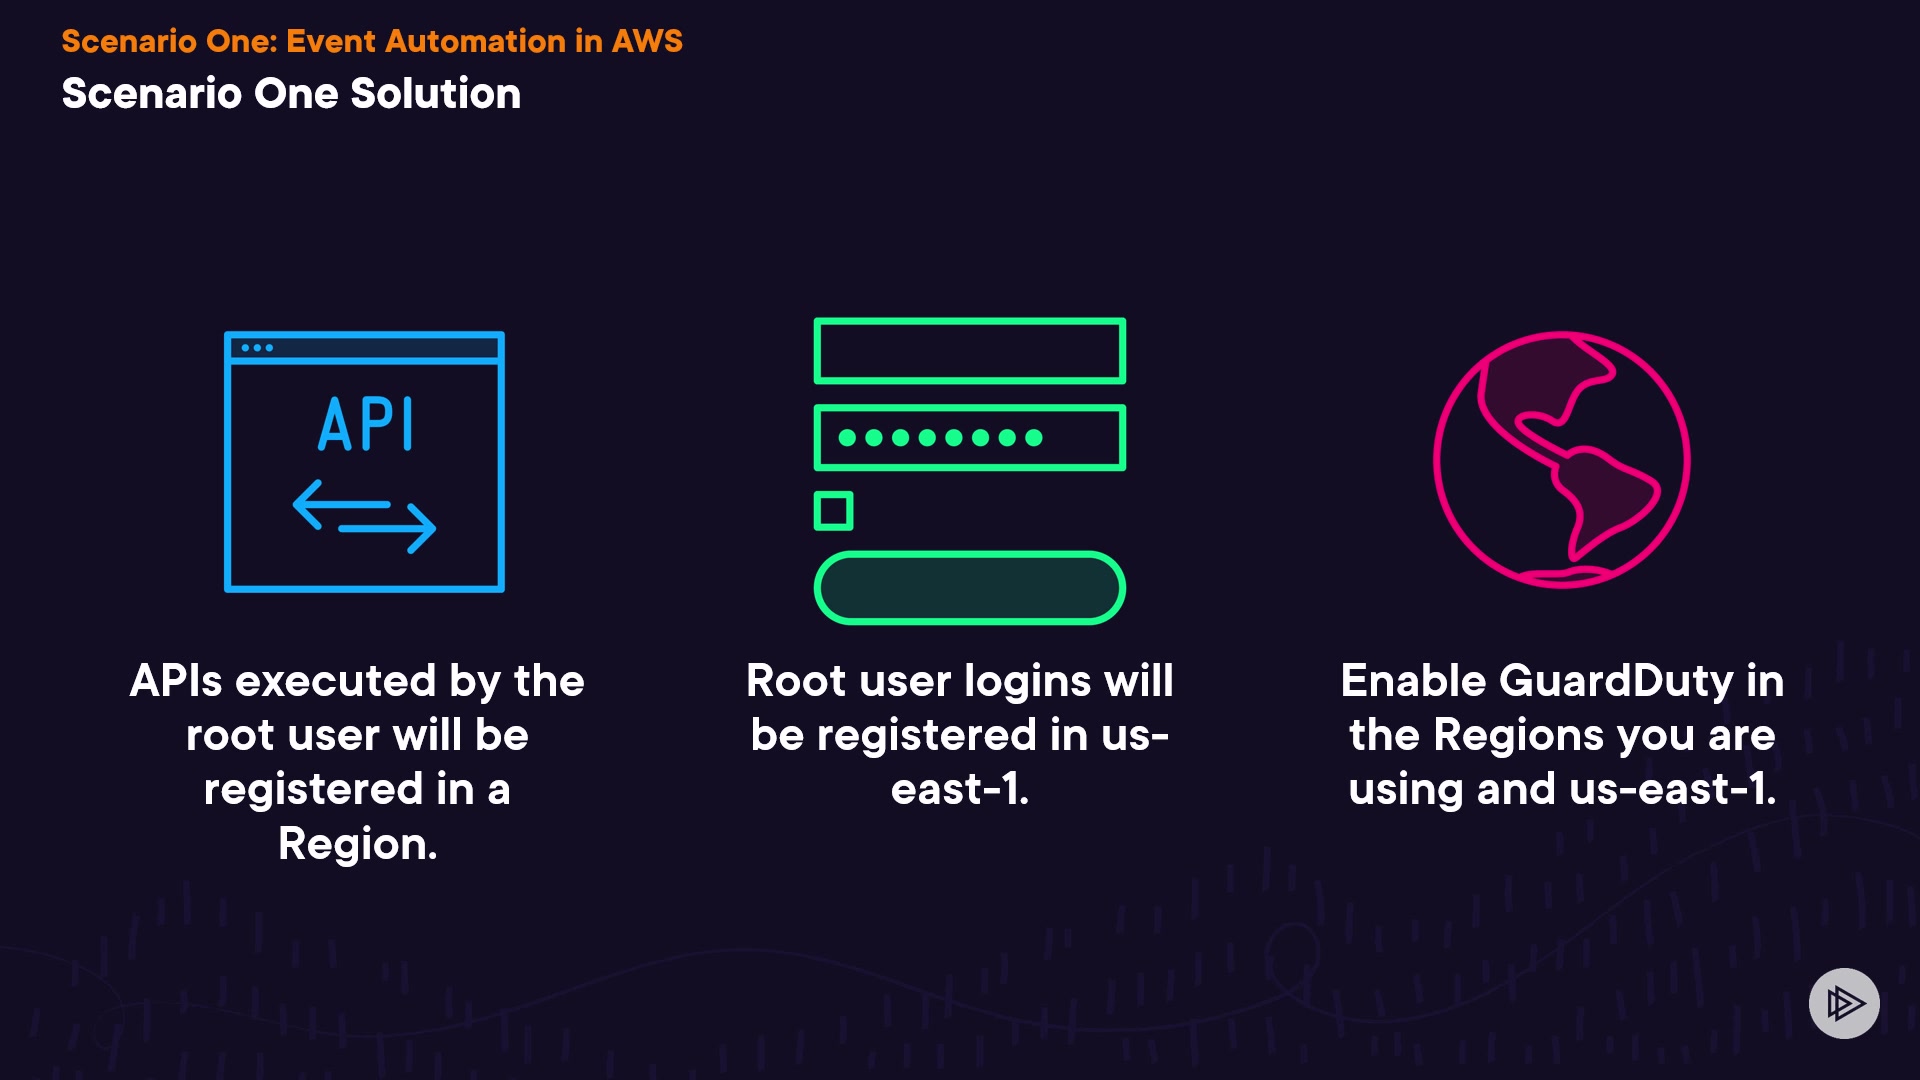 Scenario One: Event Automation in AWS
Scenario One Solution
API
APIs executed by the
root user will be
registered in a
Region.
Root user logins will
be registered in us-
east-1.
Enable GuardDuty in
the Regions you are
using and us-east-1.